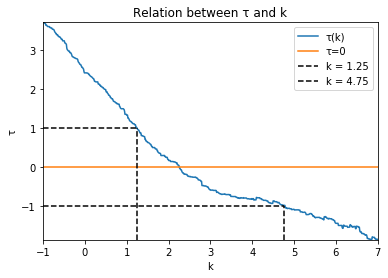 Relation between τ and k
τ(k)
τ=0
k = 1.25
k = 4.75
3
2
1
0
−1
τ
−1
0
1
2
3
4
5
6
7
k